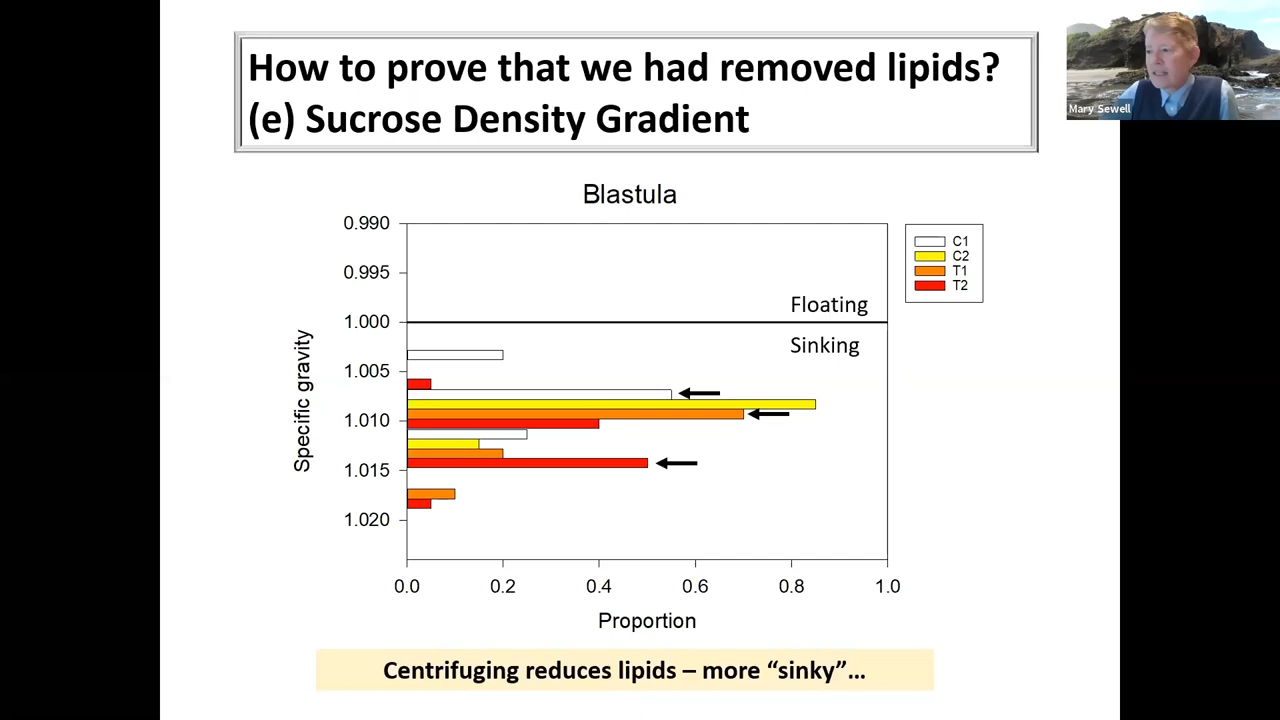 How to prove that we had removed lipids?
(e) Sucrose Density Gradient
Mary Sewell
Blastula
0.990
0.995
1.000
1.005
1.010
1.015
1.020
Specific gravity
Floating
Sinking
C1
C2
T1
T2
0.0 0.2 0.4 0.6 0.8 1.0
Proportion
Centrifuging reduces lipids – more “sinky”…